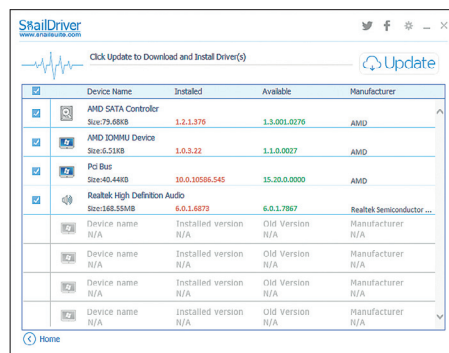 SnailDriver
www.snailsuite.com
Click Update to Download and Install Driver(s)
Update
Device Name Installed Available Manufacturer
AMD SATA Controller
Size:79.68KB 1.2.1.376 1.3.001.0276 AMD
AMD IOMMU Device
Size:6.51KB 1.0.3.22 1.1.0.0027 AMD
Pci Bus
Size:40.44KB 10.0.10586.545 15.20.0.0000 AMD
Realtek High Definition Audio
Size:168.55MB 6.0.1.6873 6.0.1.7867 Realtek Semiconductor ...
Device name Installed version Old Version Manufacturer
N/A N/A N/A N/A
Device name Installed version Old Version Manufacturer
N/A N/A N/A N/A
Device name Installed version Old Version Manufacturer
N/A N/A N/A N/A
Device name Installed version Old Version Manufacturer
N/A N/A N/A N/A
Home